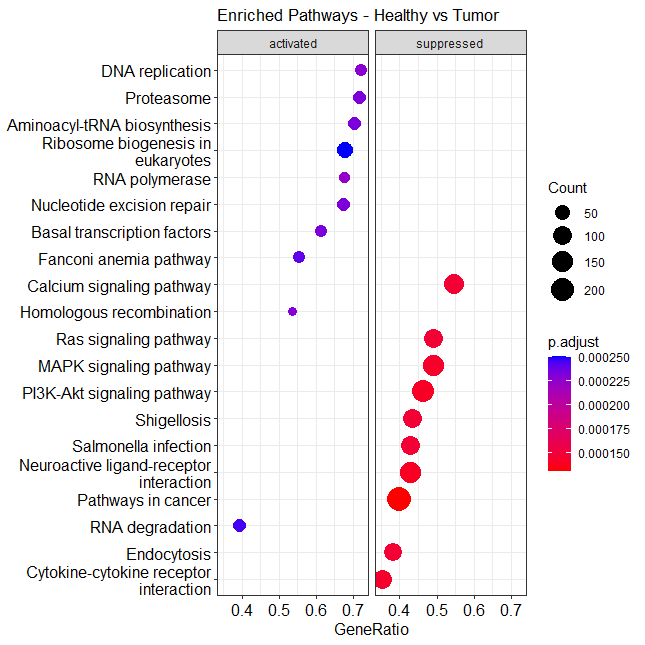 Enriched Pathways - Healthy vs Tumor
activated
suppressed
DNA replication
Proteasome
Aminoacyl-tRNA biosynthesis
Ribosome biogenesis in
eukaryotes
RNA polymerase
Nucleotide excision repair
Basal transcription factors
Fanconi anemia pathway
Calcium signaling pathway
Homologous recombination
Ras signaling pathway
MAPK signaling pathway
PI3K-Akt signaling pathway
Shigellosis
Salmonella infection
Neuroactive ligand-receptor
interaction
Pathways in cancer
RNA degradation
Endocytosis
Cytokine-cytokine receptor
interaction
0.4 0.5 0.6 0.7
0.4 0.5 0.6 0.7
GeneRatio
Count
50
100
150
200
p.adjust
0.000250
0.000225
0.000200
0.000175
0.000150